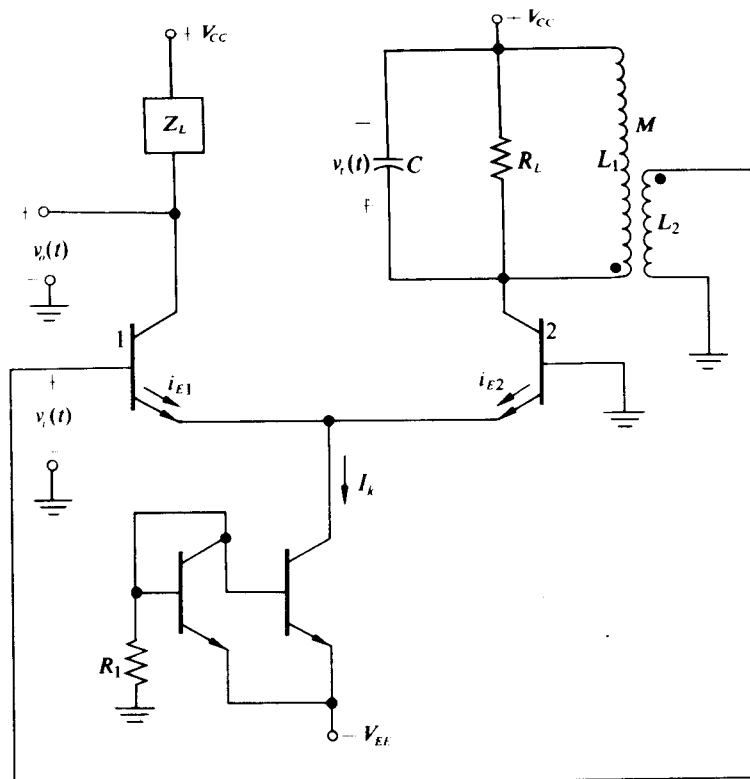 + V_CC
Z_L
+
v_o(t)
−
1
+
v_i(t)
−
i_E1
R_1
− V_CC
−
v_t(t)
+
C
R_L
M
L_1
L_2
2
i_E2
I_k
− V_EE